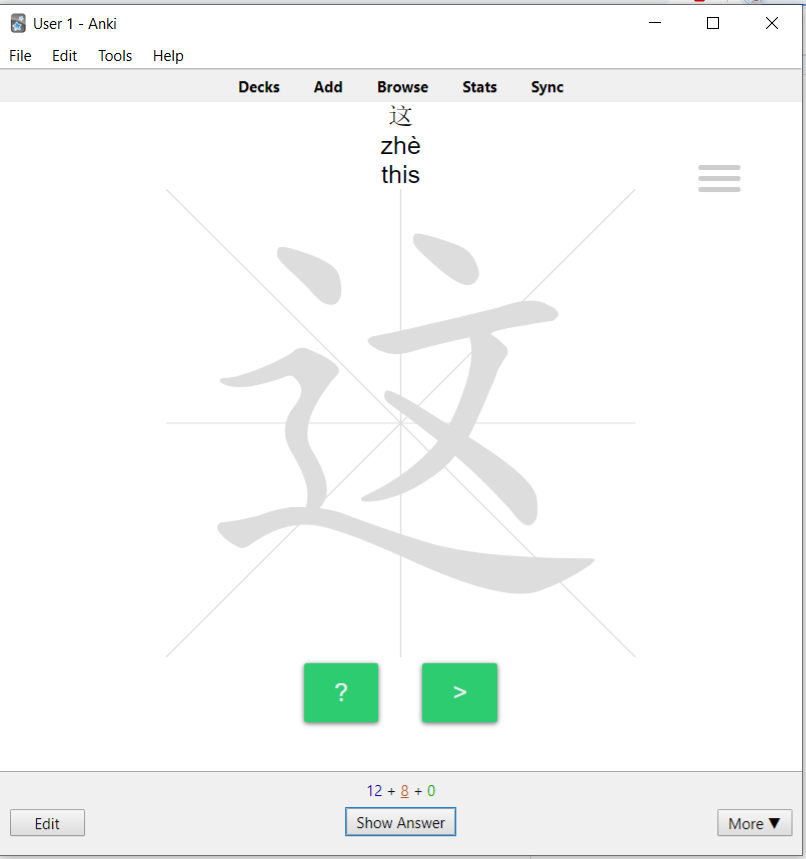 User 1 - Anki
File Edit Tools Help
Decks Add Browse Stats Sync
这
zhè
this
这
? >
12 + 8 + 0
Edit Show Answer More ▼